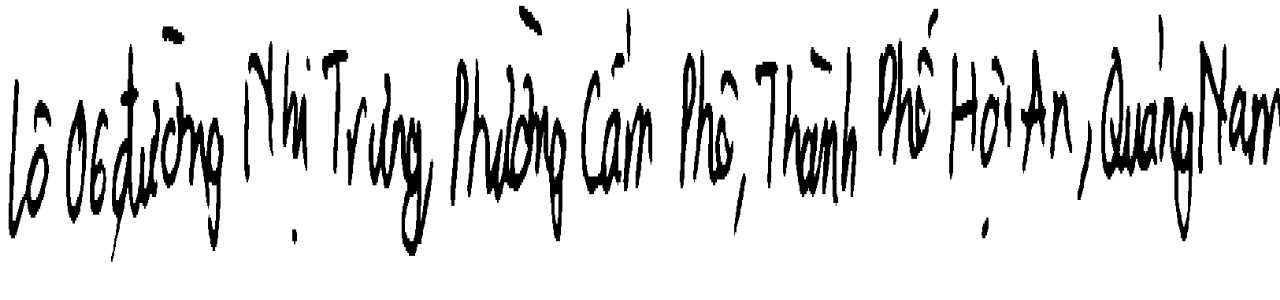 Lô 06 đường Nhị Trưng, Phường Cẩm Phô, Thành Phố Hội An, Quảng Nam